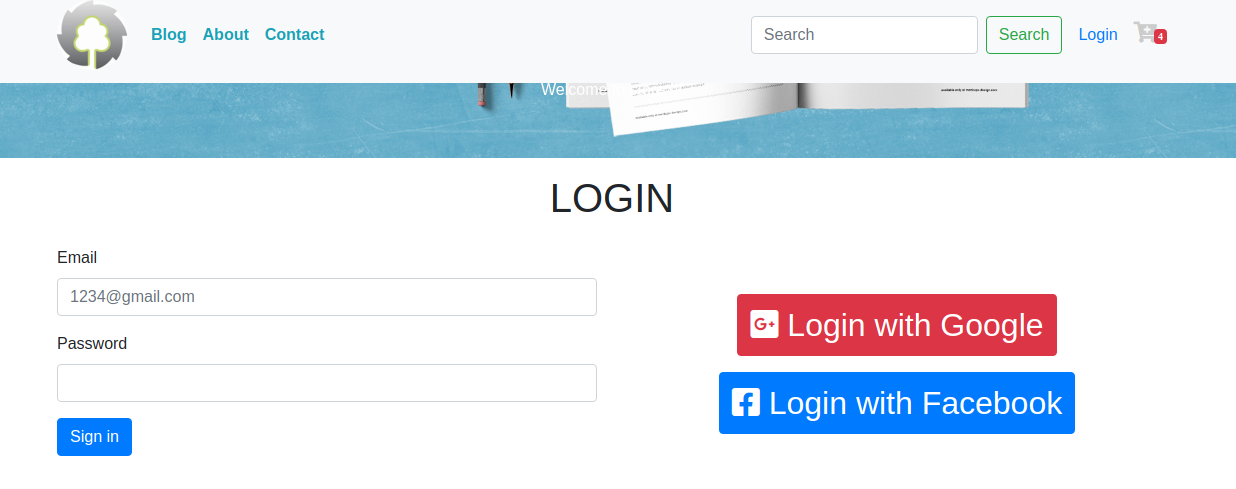 Blog About Contact Search Search Login 4
Welcome
LOGIN
Email
1234@gmail.com
Password
Sign in
Login with Google
Login with Facebook